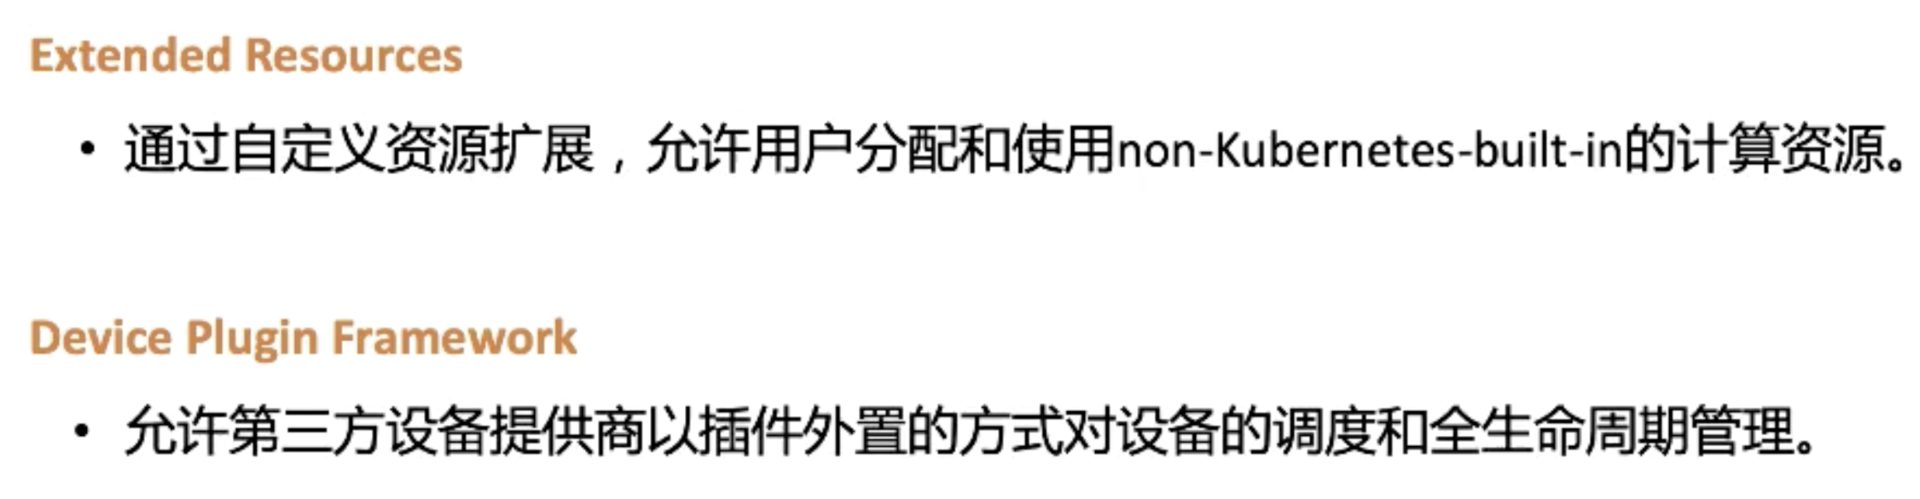 Extended Resources
• 通过自定义资源扩展，允许用户分配和使用non-Kubernetes-built-in的计算资源。
Device Plugin Framework
• 允许第三方设备提供商以插件外置的方式对设备的调度和全生命周期管理。